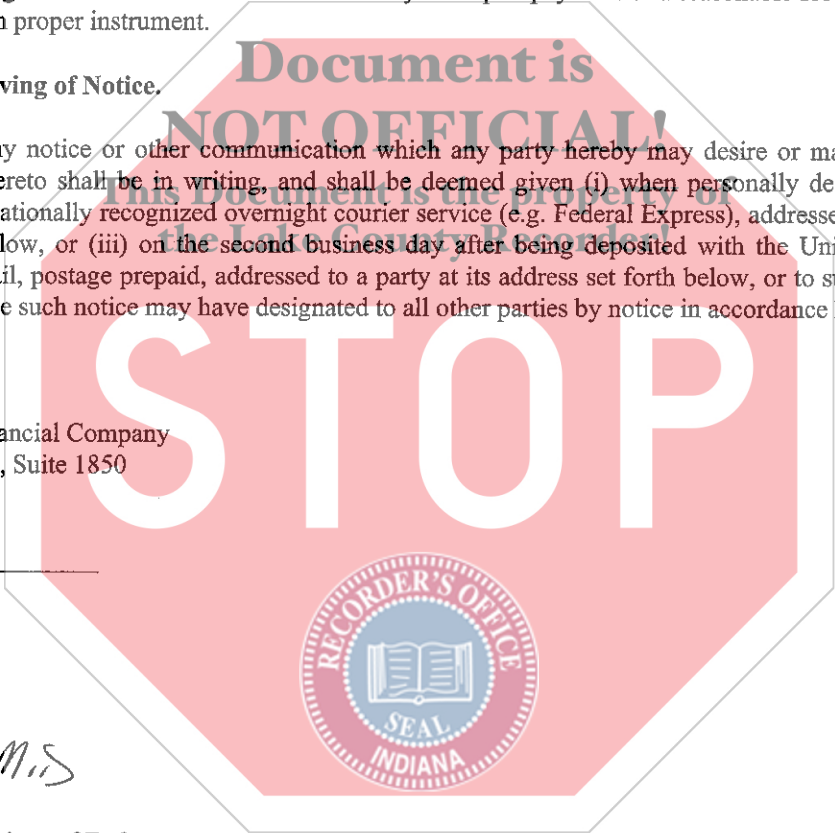 n proper instrument.
Document is
ving of Notice.
NOT OFFICIAL!
ny notice or other communication which any party hereby may desire or ma
ereto shall be in writing, and shall be deemed given (i) when personally de
This Document is the property of
ationally recognized overnight courier service (e.g. Federal Express), addresse
the Lake County Recorder!
low, or (iii) on the second business day after being deposited with the Uni
il, postage prepaid, addressed to a party at its address set forth below, or to su
e such notice may have designated to all other parties by notice in accordance
STOP
ancial Company
, Suite 1850
RECORDER'S OFFICE
SEAL
INDIANA